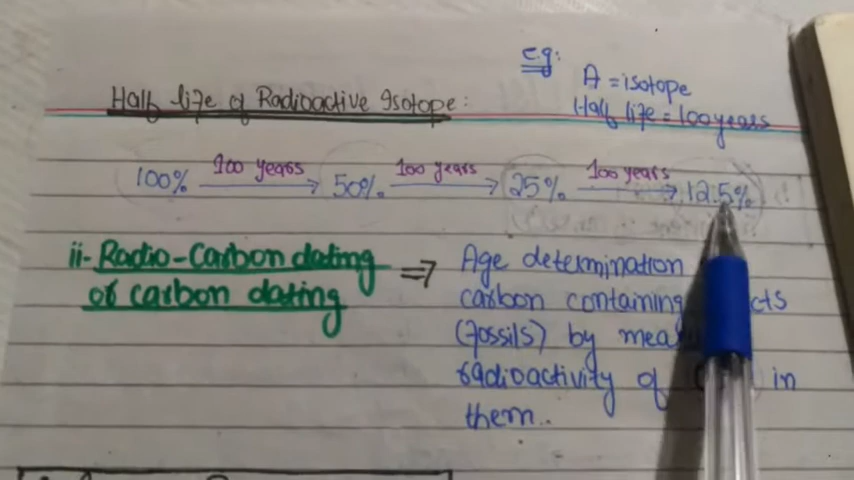 e.g:
A = isotope
Half life = 100 years
Half life of Radioactive Isotope:
100% 100 years 50% 100 years 25% 100 years 12.5%
ii- Radio-Carbon dating ⇒ Age determination
or carbon dating carbon containing
(fossils) by
radioactivity of in
them..